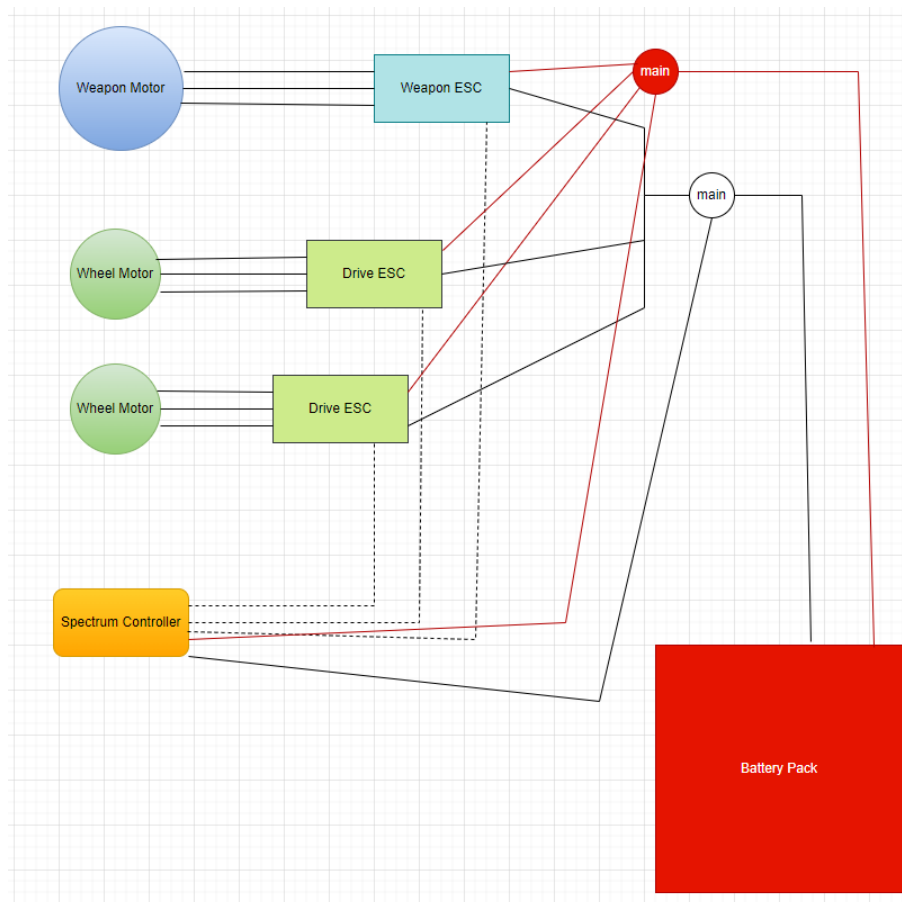 Weapon Motor
Weapon ESC
main
main
Wheel Motor
Drive ESC
Wheel Motor
Drive ESC
Spectrum Controller
Battery Pack